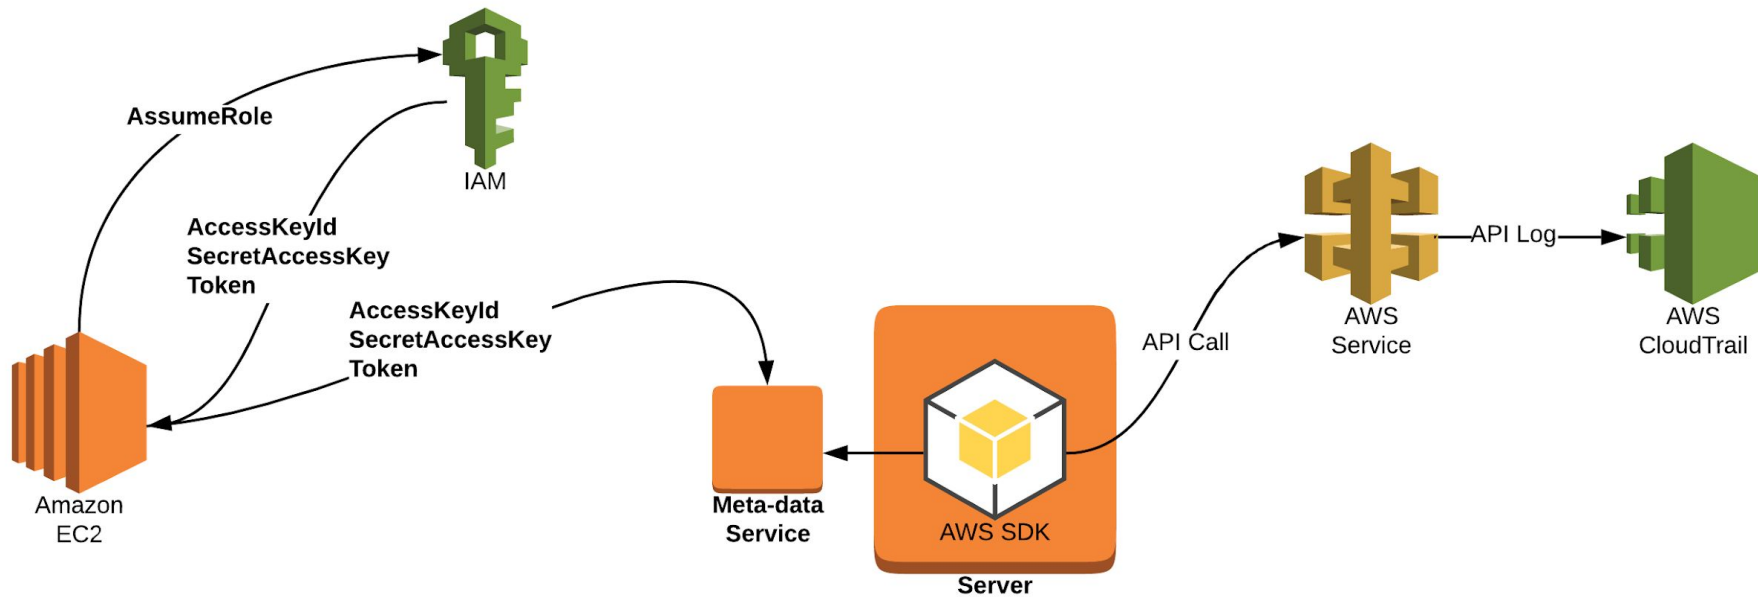 AssumeRole
IAM
AccessKeyId
SecretAccessKey
Token
AccessKeyId
SecretAccessKey
Token
Amazon
EC2
Meta-data
Service
AWS SDK
Server
API Call
AWS
Service
API Log
AWS
CloudTrail